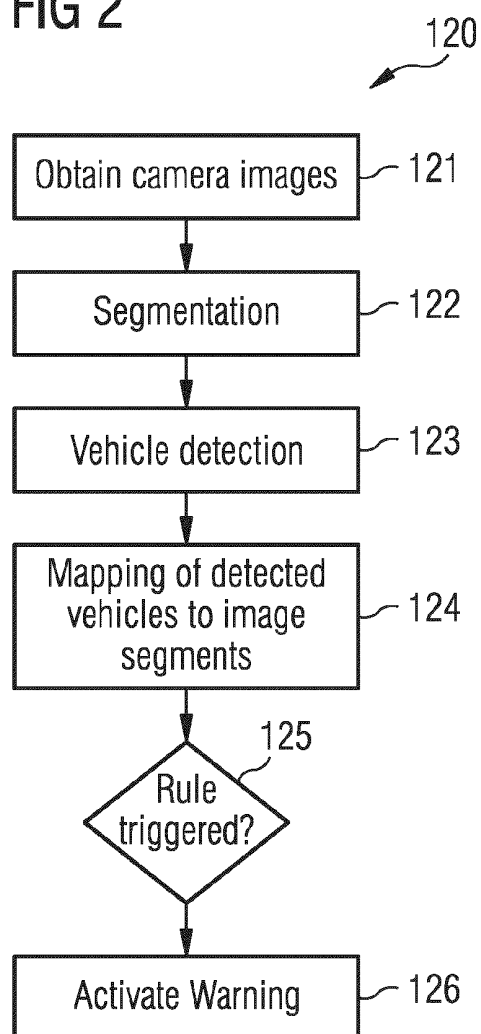 FIG 2
120
Obtain camera images
121
Segmentation
122
Vehicle detection
123
Mapping of detected
vehicles to image
segments
124
125
Rule
triggered?
Activate Warning
126